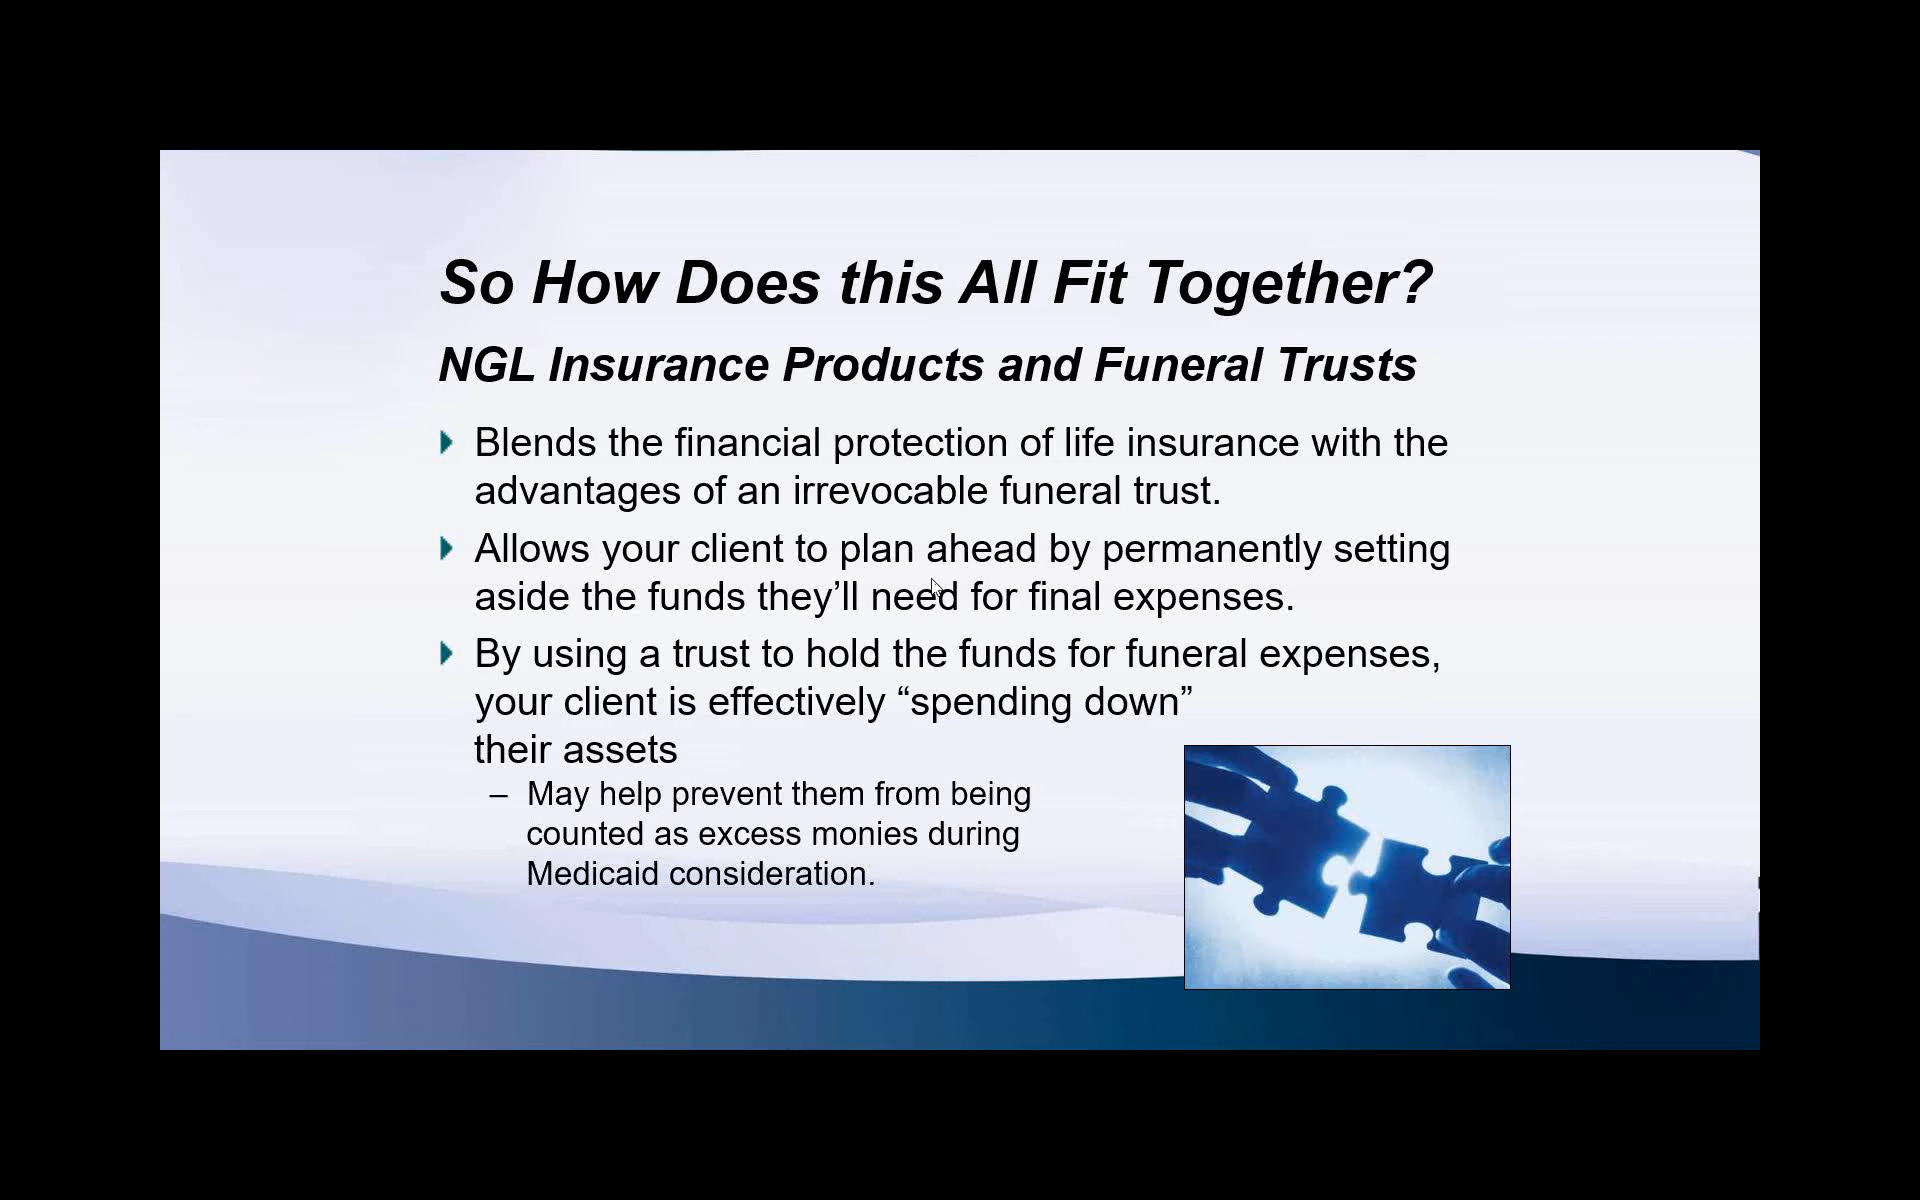 So How Does this All Fit Together?
NGL Insurance Products and Funeral Trusts
Blends the financial protection of life insurance with the
advantages of an irrevocable funeral trust.
Allows your client to plan ahead by permanently setting
aside the funds they’ll need for final expenses.
By using a trust to hold the funds for funeral expenses,
your client is effectively “spending down”
their assets
– May help prevent them from being
counted as excess monies during
Medicaid consideration.